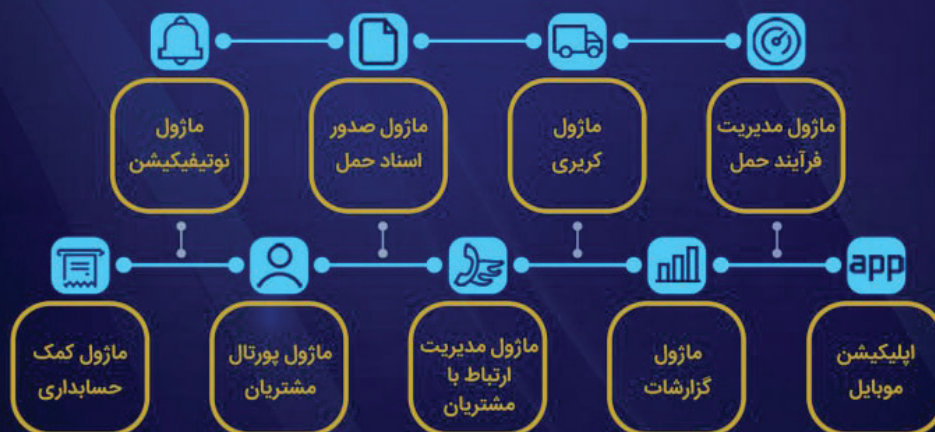 ماژول مدیریت
فرآیند حمل
ماژول
کریری
ماژول صدور
اسناد حمل
ماژول
نوتیفیکیشن
app
اپلیکیشن
موبایل
ماژول
گزارشات
ماژول مدیریت
ارتباط با
مشتریان
ماژول پورتال
مشتریان
ماژول کمک
حسابداری